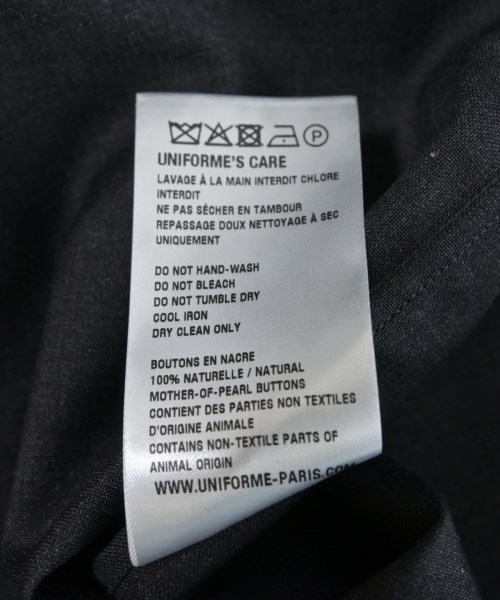 P
UNIFORME'S CARE
LAVAGE À LA MAIN INTERDIT CHLORE
INTERDIT
NE PAS SÉCHER EN TAMBOUR
REPASSAGE DOUX NETTOYAGE À SEC
UNIQUEMENT
DO NOT HAND-WASH
DO NOT BLEACH
DO NOT TUMBLE DRY
COOL IRON
DRY CLEAN ONLY
BOUTONS EN NACRE
100% NATURELLE / NATURAL
MOTHER-OF-PEARL BUTTONS
CONTIENT DES PARTIES NON TEXTILES
D'ORIGINE ANIMALE
CONTAINS NON-TEXTILE PARTS OF
ANIMAL ORIGIN
WWW.UNIFORME-PARIS.COM